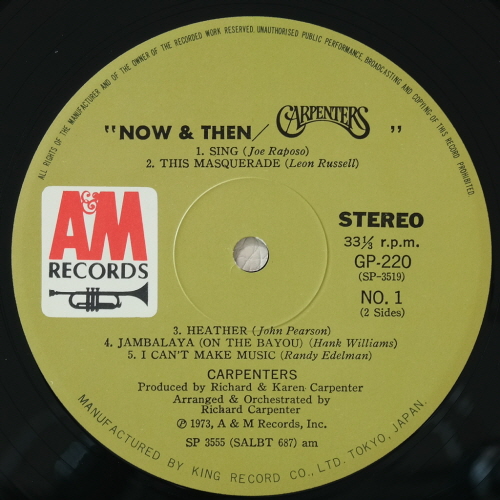 ALL RIGHTS OF THE MANUFACTURER AND OF THE OWNER OF THE RECORDED WORK RESERVED. UNAUTHORISED PUBLIC PERFORMANCE, BROADCASTING AND COPYING OF THIS RECORD PROHIBITED.
"NOW & THEN/ CARPENTERS "
1. SING (Joe Raposo)
2. THIS MASQUERADE (Leon Russell)
A&M
RECORDS
STEREO
33⅓ r.p.m.
GP-220
(SP-3519)
NO. 1
(2 Sides)
3. HEATHER (John Pearson)
4. JAMBALAYA (ON THE BAYOU) (Hank Williams)
5. I CAN'T MAKE MUSIC (Randy Edelman)
CARPENTERS
Produced by Richard & Karen Carpenter
Arranged & Orchestrated by
Richard Carpenter
℗ 1973, A & M Records, Inc.
SP 3555 (SALBT 687) am
MANUFACTURED BY KING RECORD CO., LTD. TOKYO, JAPAN.